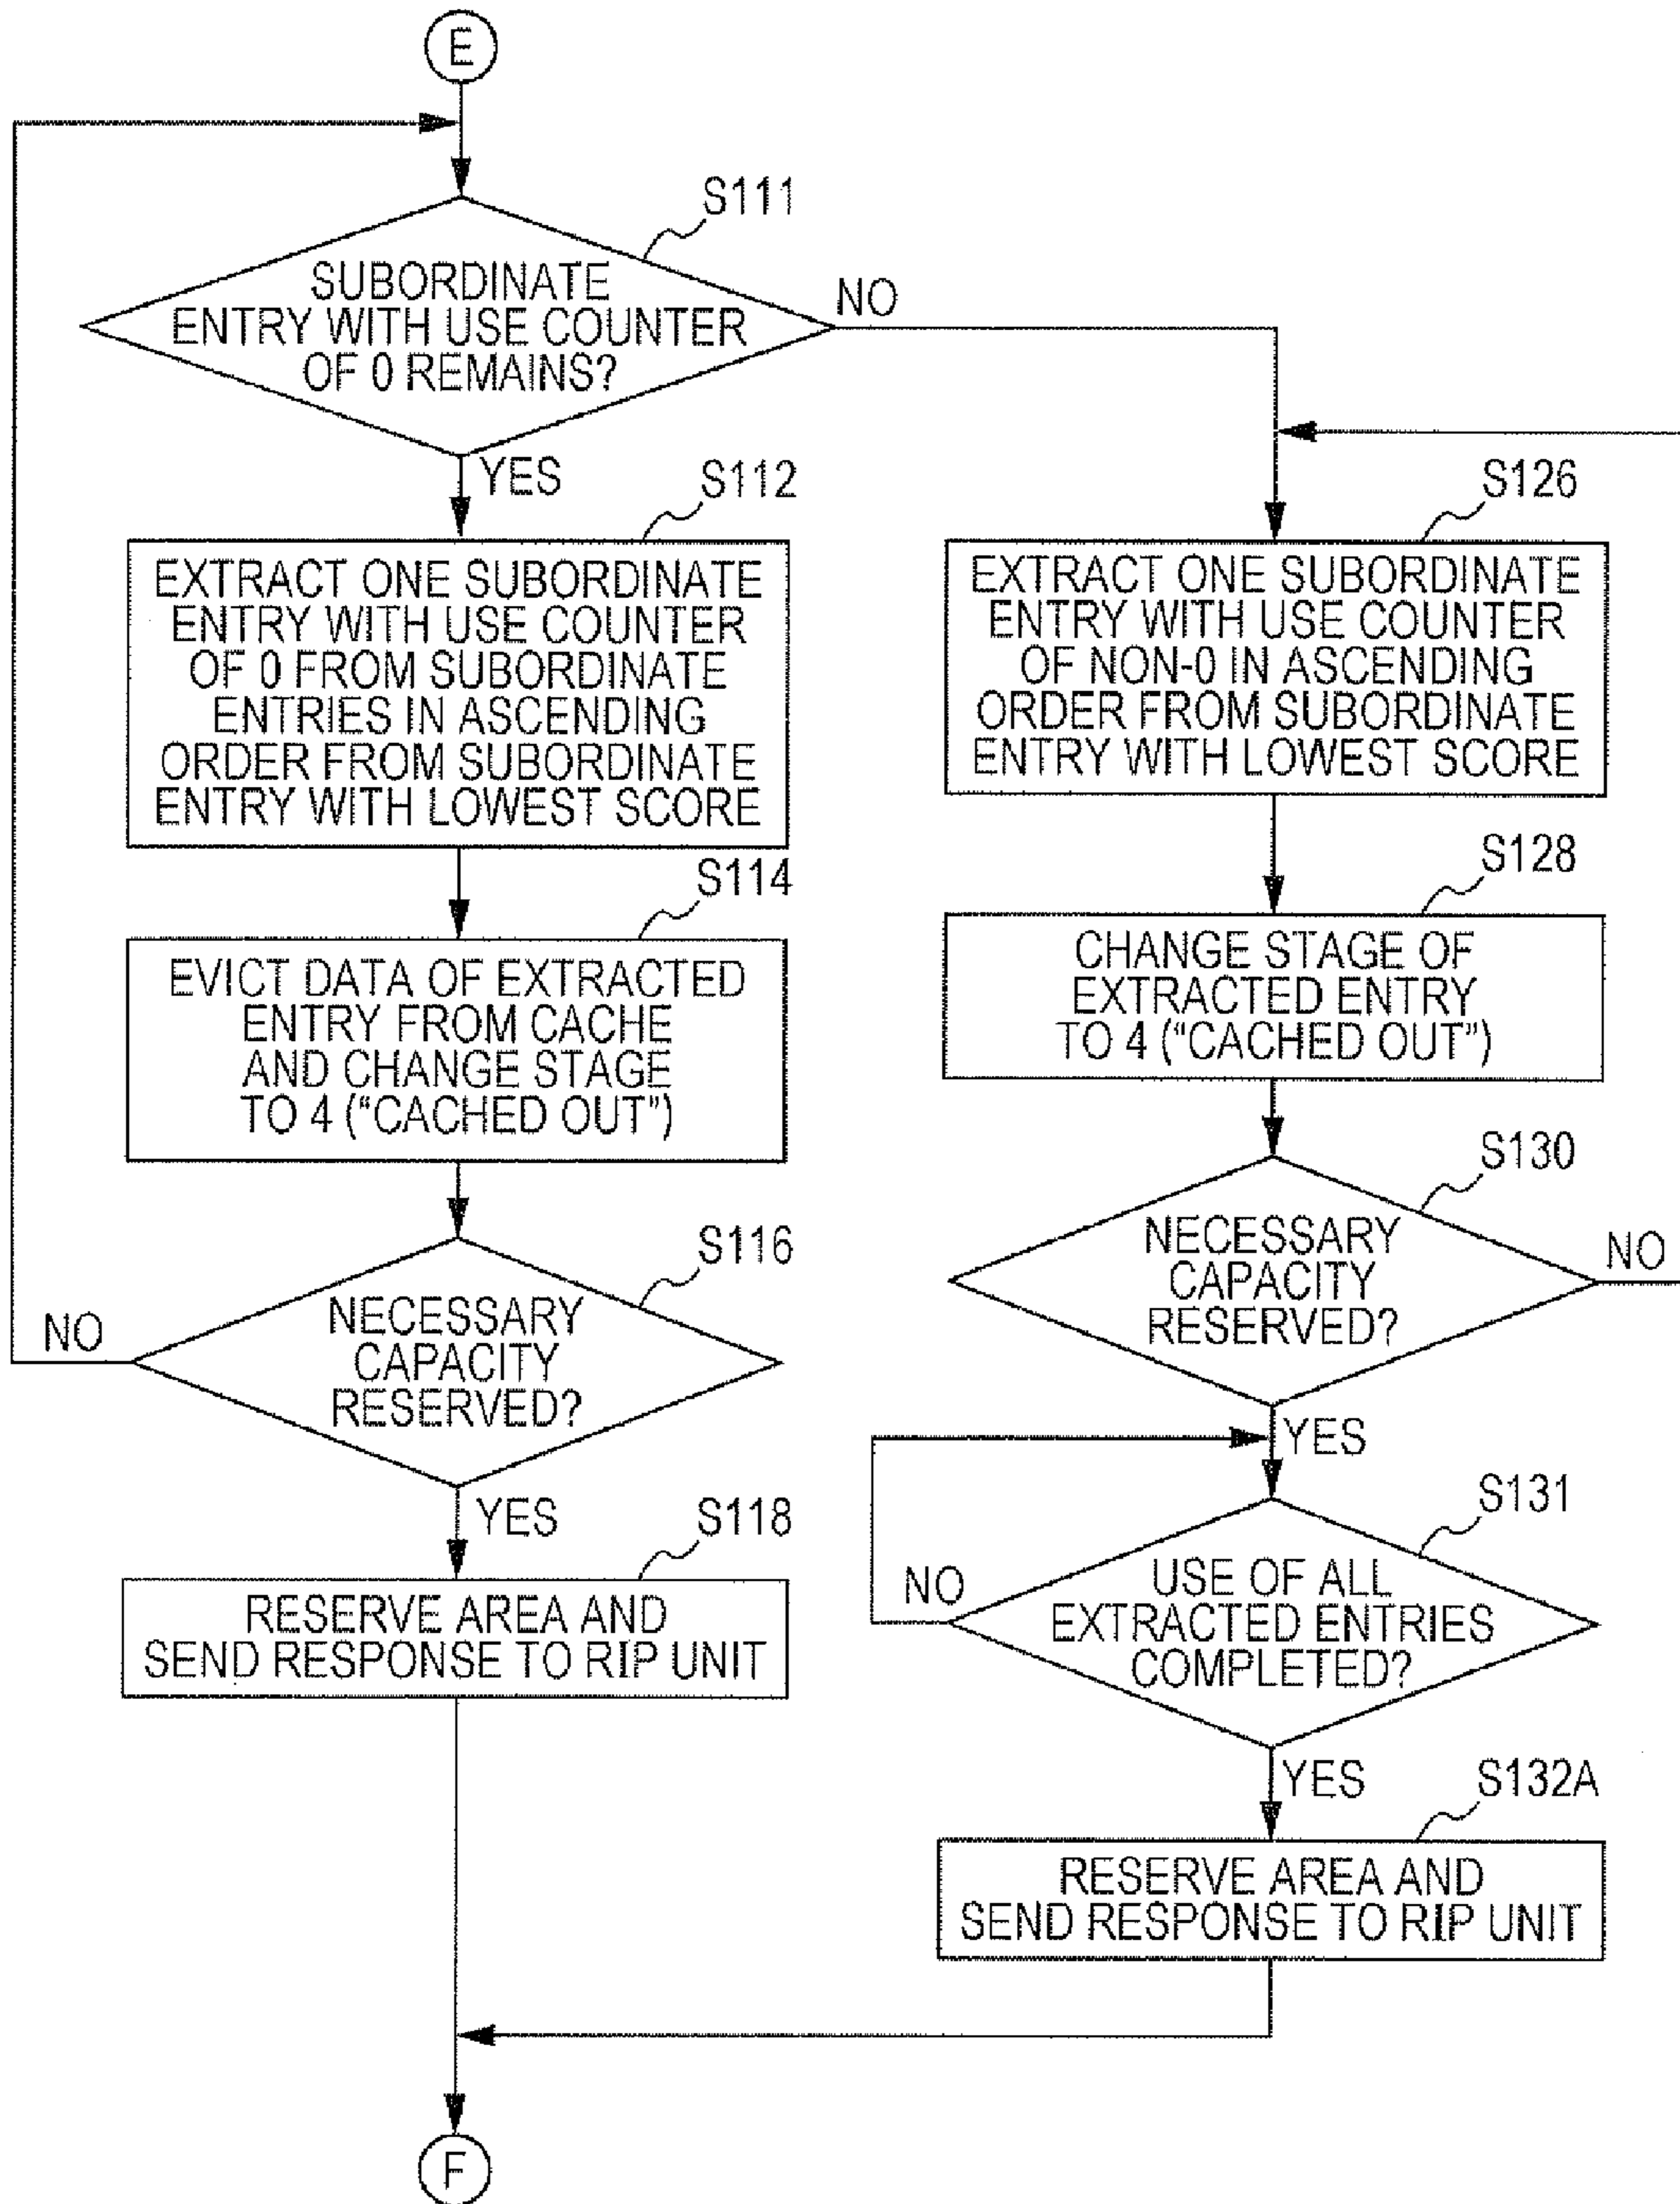 E
S111
SUBORDINATE
ENTRY WITH USE COUNTER
OF 0 REMAINS?
NO
YES
S112
EXTRACT ONE SUBORDINATE
ENTRY WITH USE COUNTER
OF 0 FROM SUBORDINATE
ENTRIES IN ASCENDING
ORDER FROM SUBORDINATE
ENTRY WITH LOWEST SCORE
S114
EVICT DATA OF EXTRACTED
ENTRY FROM CACHE
AND CHANGE STAGE
TO 4 ("CACHED OUT")
S116
NECESSARY
CAPACITY
RESERVED?
NO
YES
S118
RESERVE AREA AND
SEND RESPONSE TO RIP UNIT
S126
EXTRACT ONE SUBORDINATE
ENTRY WITH USE COUNTER
OF NON-0 IN ASCENDING
ORDER FROM SUBORDINATE
ENTRY WITH LOWEST SCORE
S128
CHANGE STAGE OF
EXTRACTED ENTRY
TO 4 ("CACHED OUT")
S130
NECESSARY
CAPACITY
RESERVED?
NO
YES
S131
USE OF ALL
EXTRACTED ENTRIES
COMPLETED?
NO
YES
S132A
RESERVE AREA AND
SEND RESPONSE TO RIP UNIT
F